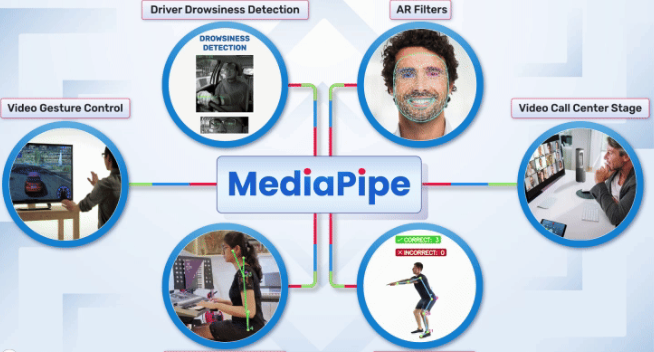 Driver Drowsiness Detection
AR Filters
DROWSINESS
DETECTION
Video Gesture Control
Video Call Center Stage
MediaPipe
CORRECT: 3
INCORRECT: 0